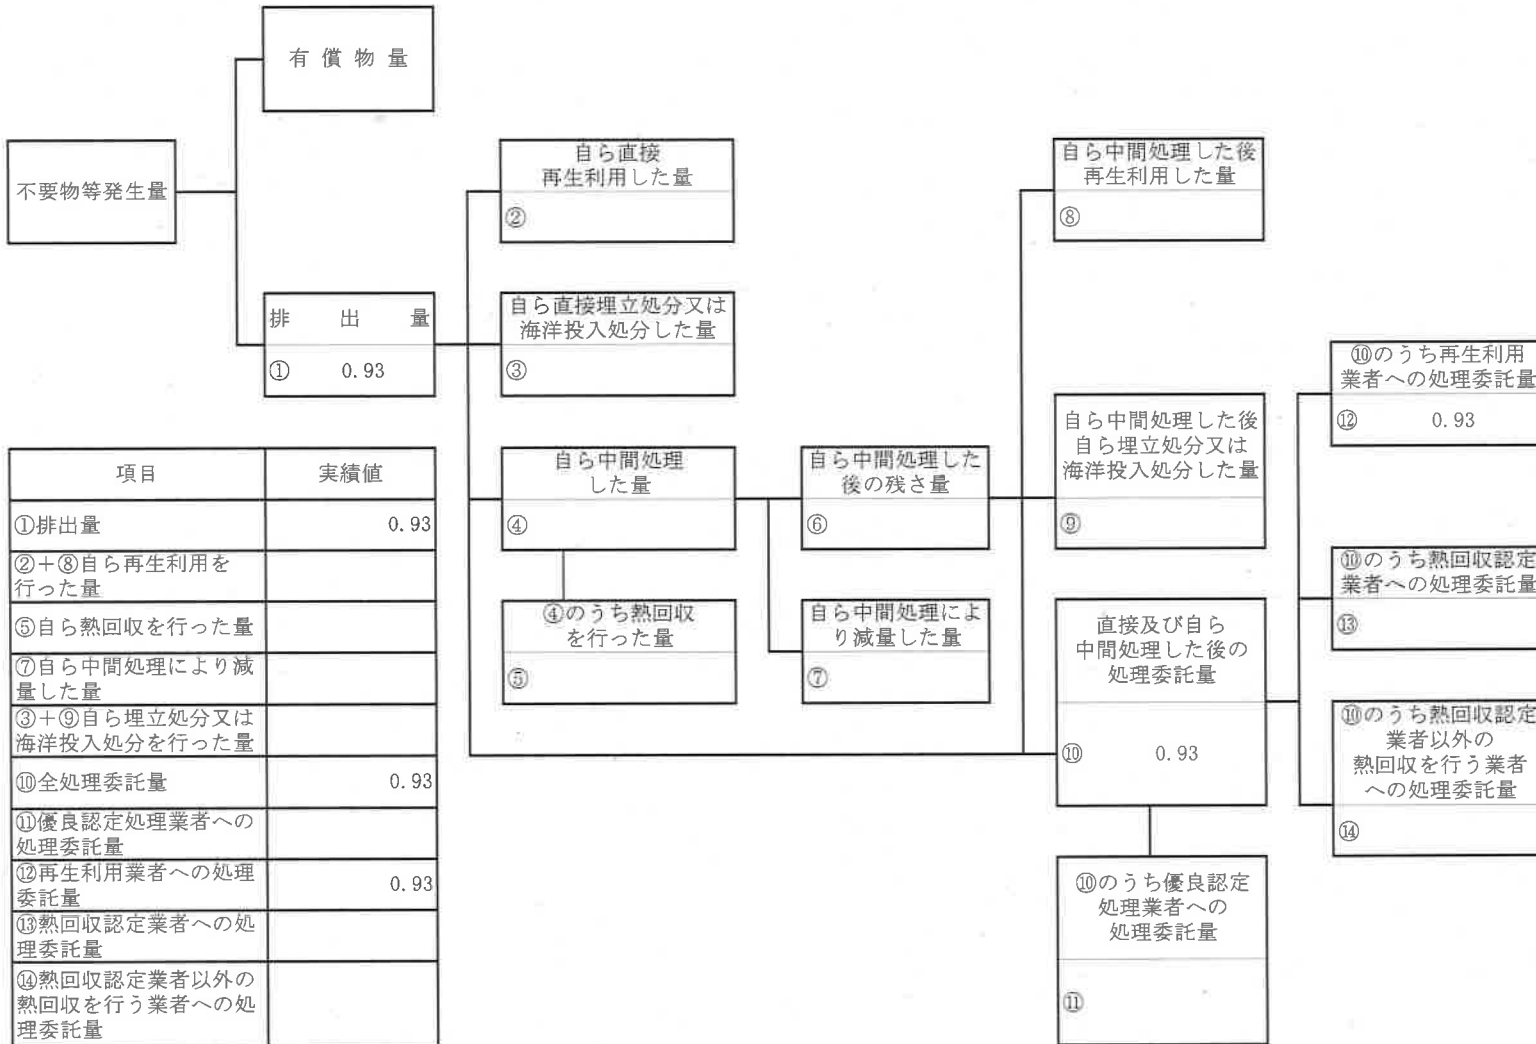 有償物量
不要物等発生量
排出量
① 0.93
自ら直接
再生利用した量
②
自ら直接埋立処分又は
海洋投入処分した量
③
自ら中間処理
した量
④
④のうち熱回収
を行った量
⑤
自ら中間処理した
後の残さ量
⑥
自ら中間処理によ
り減量した量
⑦
自ら中間処理した後
再生利用した量
⑧
自ら中間処理した後
自ら埋立処分又は
海洋投入処分した量
⑨
直接及び自ら
中間処理した後の
処理委託量
⑩ 0.93
⑩のうち優良認定
処理業者への
処理委託量
⑪
⑩のうち再生利用
業者への処理委託量
⑫ 0.93
⑩のうち熱回収認定
業者への処理委託量
⑬
⑩のうち熱回収認定
業者以外の
熱回収を行う業者
への処理委託量
⑭
項目 実績値
①排出量 0.93
②+⑧自ら再生利用を
行った量
⑤自ら熱回収を行った量
⑦自ら中間処理により減
量した量
③+⑨自ら埋立処分又は
海洋投入処分を行った量
⑩全処理委託量 0.93
⑪優良認定処理業者への
処理委託量
⑫再生利用業者への処理
委託量 0.93
⑬熱回収認定業者への処
理委託量
⑭熱回収認定業者以外の
熱回収を行う業者への処
理委託量